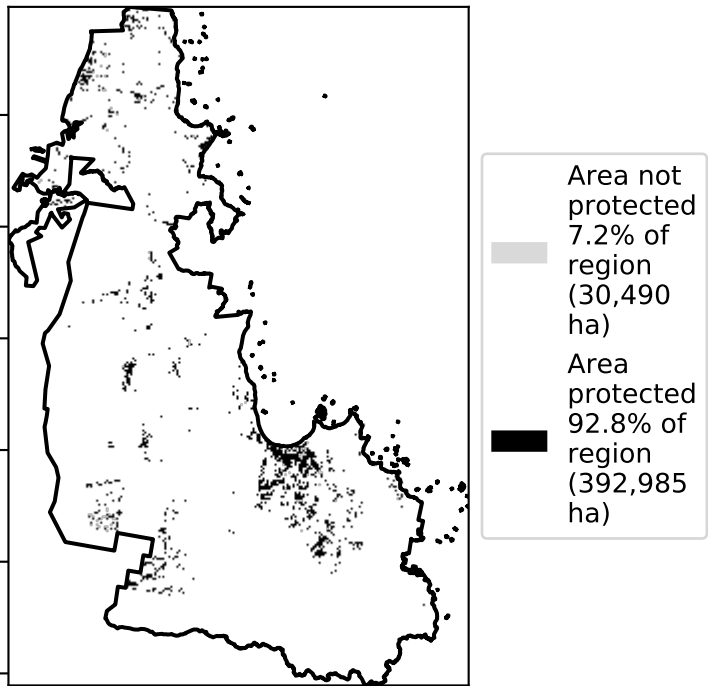 Area not
protected
7.2% of
region
(30,490
ha)
Area
protected
92.8% of
region
(392,985
ha)